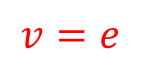 v = e